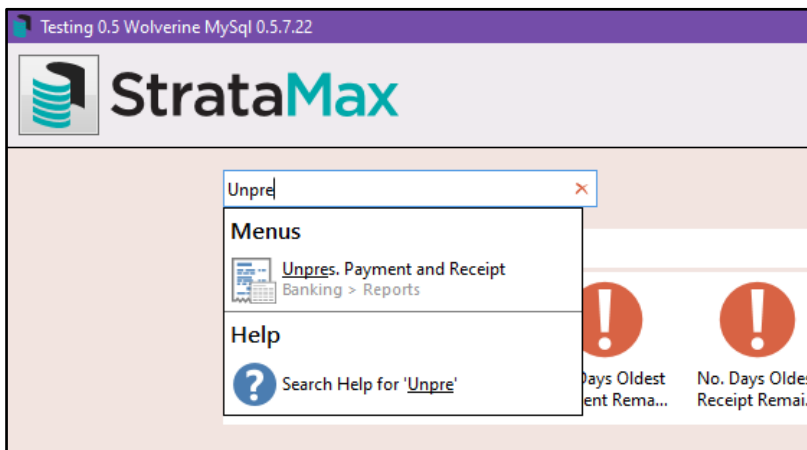 Testing 0.5 Wolverine MySql 0.5.7.22
StrataMax
Unpre
Menus
Unpres. Payment and Receipt
Banking > Reports
Help
Search Help for 'Unpre'
Days Oldest
ent Rema...
No. Days Oldes
Receipt Remai.